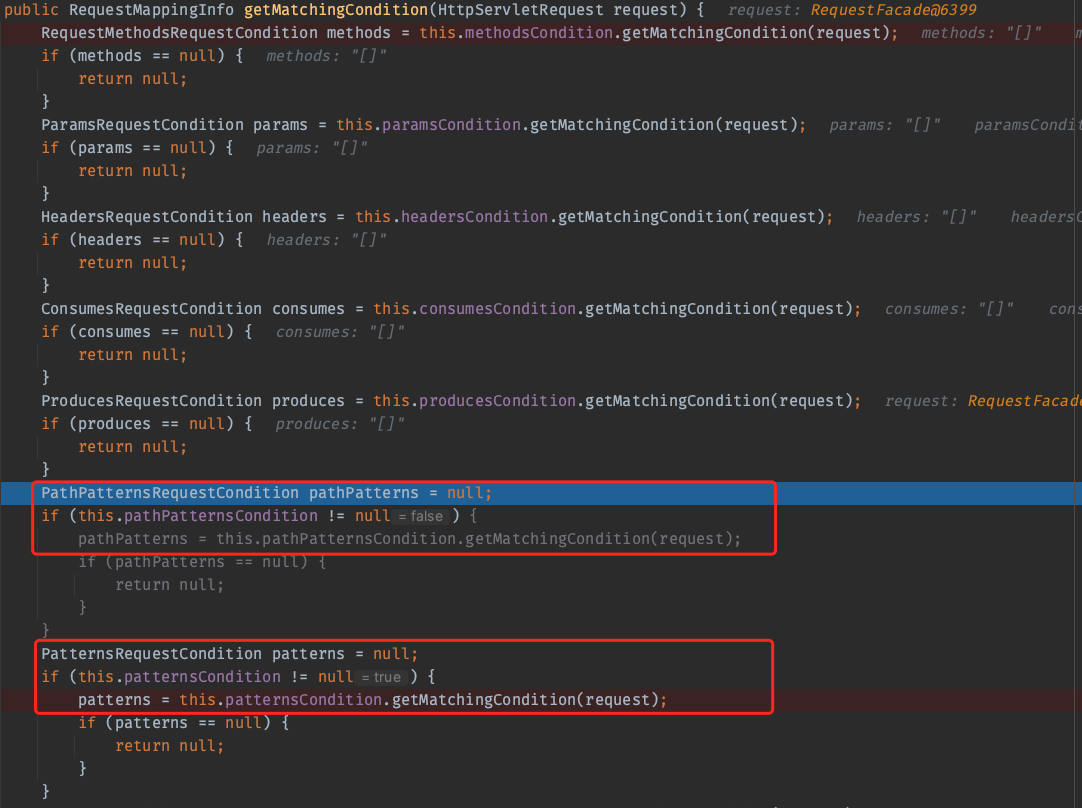 public RequestMappingInfo getMatchingCondition(HttpServletRequest request) {   request: RequestFacade@6399
    RequestMethodsRequestCondition methods = this.methodsCondition.getMatchingCondition(request);   methods: "[]"
    if (methods == null) {   methods: "[]"
        return null;
    }
    ParamsRequestCondition params = this.paramsCondition.getMatchingCondition(request);   params: "[]"    paramsCondit
    if (params == null) {   params: "[]"
        return null;
    }
    HeadersRequestCondition headers = this.headersCondition.getMatchingCondition(request);   headers: "[]"    headersC
    if (headers == null) {   headers: "[]"
        return null;
    }
    ConsumesRequestCondition consumes = this.consumesCondition.getMatchingCondition(request);   consumes: "[]"    cons
    if (consumes == null) {   consumes: "[]"
        return null;
    }
    ProducesRequestCondition produces = this.producesCondition.getMatchingCondition(request);   request: RequestFacade
    if (produces == null) {   produces: "[]"
        return null;
    }
    PathPatternsRequestCondition pathPatterns = null;
    if (this.pathPatternsCondition != null = false ) {
        pathPatterns = this.pathPatternsCondition.getMatchingCondition(request);
        if (pathPatterns == null) {
            return null;
        }
    }
    PatternsRequestCondition patterns = null;
    if (this.patternsCondition != null = true ) {
        patterns = this.patternsCondition.getMatchingCondition(request);
        if (patterns == null) {
            return null;
        }
    }